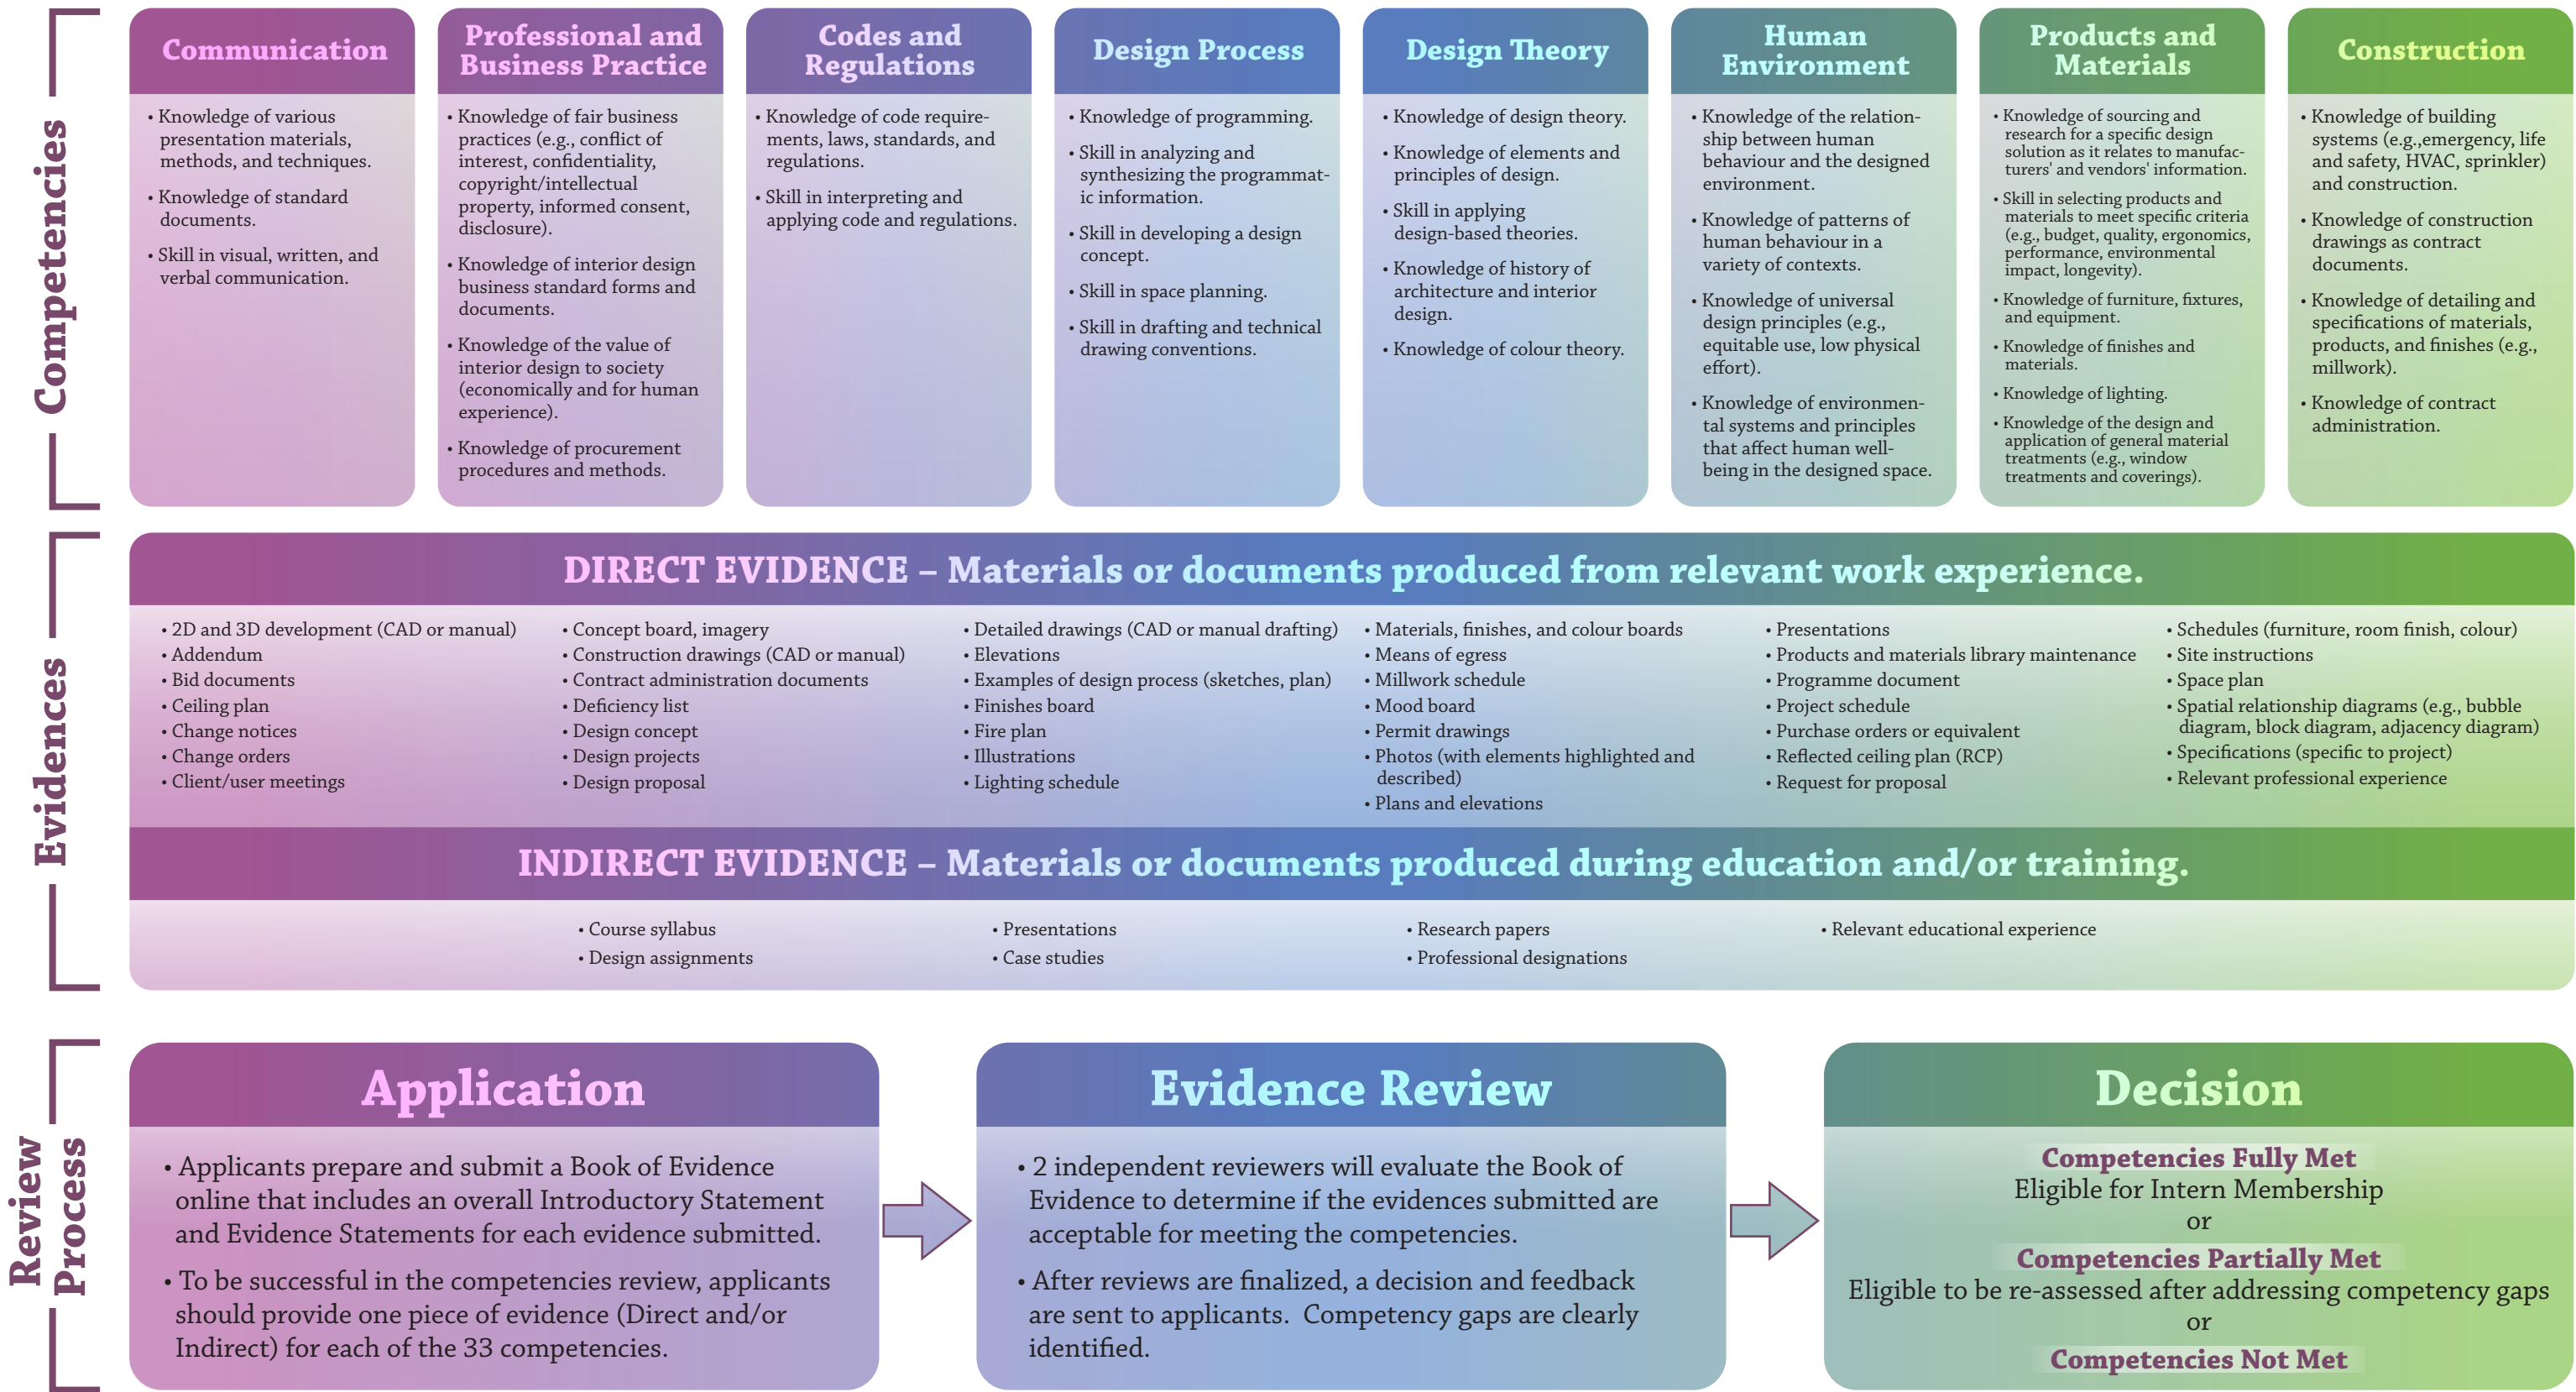 Competencies
Communication
• Knowledge of various
presentation materials,
methods, and techniques.
• Knowledge of standard
documents.
• Skill in visual, written, and
verbal communication.
Professional and
Business Practice
• Knowledge of fair business
practices (e.g., conflict of
interest, confidentiality,
copyright/intellectual
property, informed consent,
disclosure).
• Knowledge of interior design
business standard forms and
documents.
• Knowledge of the value of
interior design to society
(economically and for human
experience).
• Knowledge of procurement
procedures and methods.
Codes and
Regulations
• Knowledge of code require-
ments, laws, standards, and
regulations.
• Skill in interpreting and
applying code and regulations.
Design Process
• Knowledge of programming.
• Skill in analyzing and
synthesizing the programmat-
ic information.
• Skill in developing a design
concept.
• Skill in space planning.
• Skill in drafting and technical
drawing conventions.
Design Theory
• Knowledge of design theory.
• Knowledge of elements and
principles of design.
• Skill in applying
design-based theories.
• Knowledge of history of
architecture and interior
design.
• Knowledge of colour theory.
Human
Environment
• Knowledge of the relation-
ship between human
behaviour and the designed
environment.
• Knowledge of patterns of
human behaviour in a
variety of contexts.
• Knowledge of universal
design principles (e.g.,
equitable use, low physical
effort).
• Knowledge of environmen-
tal systems and principles
that affect human well-
being in the designed space.
Products and
Materials
• Knowledge of sourcing and
research for a specific design
solution as it relates to manufac-
turers' and vendors' information.
• Skill in selecting products and
materials to meet specific criteria
(e.g., budget, quality, ergonomics,
performance, environmental
impact, longevity).
• Knowledge of furniture, fixtures,
and equipment.
• Knowledge of finishes and
materials.
• Knowledge of lighting.
• Knowledge of the design and
application of general material
treatments (e.g., window
treatments and coverings).
Construction
• Knowledge of building
systems (e.g.,emergency, life
and safety, HVAC, sprinkler)
and construction.
• Knowledge of construction
drawings as contract
documents.
• Knowledge of detailing and
specifications of materials,
products, and finishes (e.g.,
millwork).
• Knowledge of contract
administration.
Evidences
DIRECT EVIDENCE – Materials or documents produced from relevant work experience.
• 2D and 3D development (CAD or manual)
• Addendum
• Bid documents
• Ceiling plan
• Change notices
• Change orders
• Client/user meetings
• Concept board, imagery
• Construction drawings (CAD or manual)
• Contract administration documents
• Deficiency list
• Design concept
• Design projects
• Design proposal
• Detailed drawings (CAD or manual drafting)
• Elevations
• Examples of design process (sketches, plan)
• Finishes board
• Fire plan
• Illustrations
• Lighting schedule
• Materials, finishes, and colour boards
• Means of egress
• Millwork schedule
• Mood board
• Permit drawings
• Photos (with elements highlighted and
described)
• Plans and elevations
• Presentations
• Products and materials library maintenance
• Programme document
• Project schedule
• Purchase orders or equivalent
• Reflected ceiling plan (RCP)
• Request for proposal
• Schedules (furniture, room finish, colour)
• Site instructions
• Space plan
• Spatial relationship diagrams (e.g., bubble
diagram, block diagram, adjacency diagram)
• Specifications (specific to project)
• Relevant professional experience
INDIRECT EVIDENCE – Materials or documents produced during education and/or training.
• Course syllabus
• Design assignments
• Presentations
• Case studies
• Research papers
• Professional designations
• Relevant educational experience
Review
Process
Application
• Applicants prepare and submit a Book of Evidence
online that includes an overall Introductory Statement
and Evidence Statements for each evidence submitted.
• To be successful in the competencies review, applicants
should provide one piece of evidence (Direct and/or
Indirect) for each of the 33 competencies.
Evidence Review
• 2 independent reviewers will evaluate the Book of
Evidence to determine if the evidences submitted are
acceptable for meeting the competencies.
• After reviews are finalized, a decision and feedback
are sent to applicants. Competency gaps are clearly
identified.
Decision
Competencies Fully Met
Eligible for Intern Membership
or
Competencies Partially Met
Eligible to be re-assessed after addressing competency gaps
or
Competencies Not Met